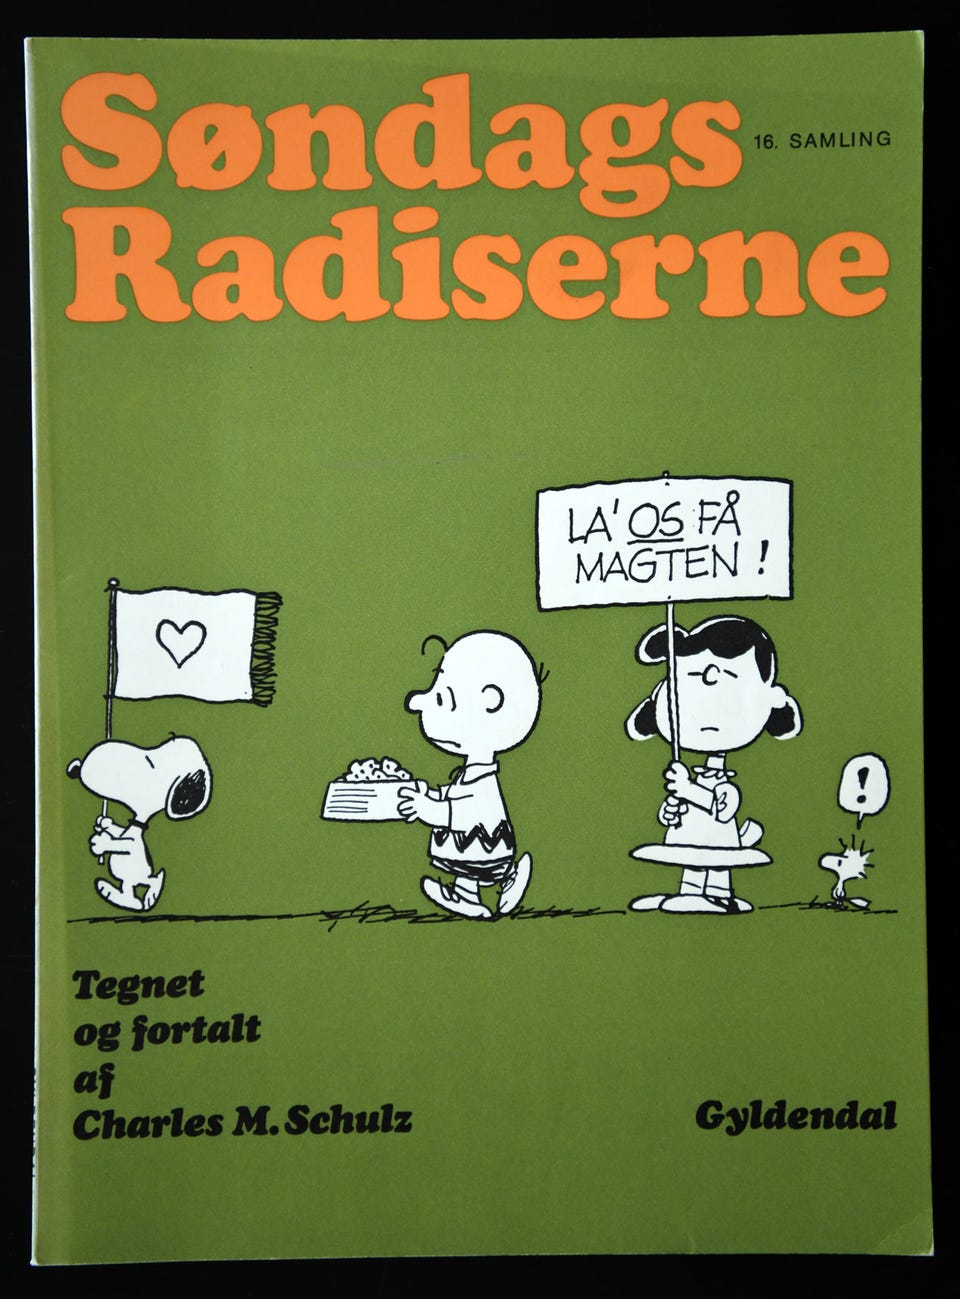 Søndags
16. SAMLING
Radiserne
LA' OS FÅ
MAGTEN !
!
Tegnet
og fortalt
af
Charles M. Schulz
Gyldendal